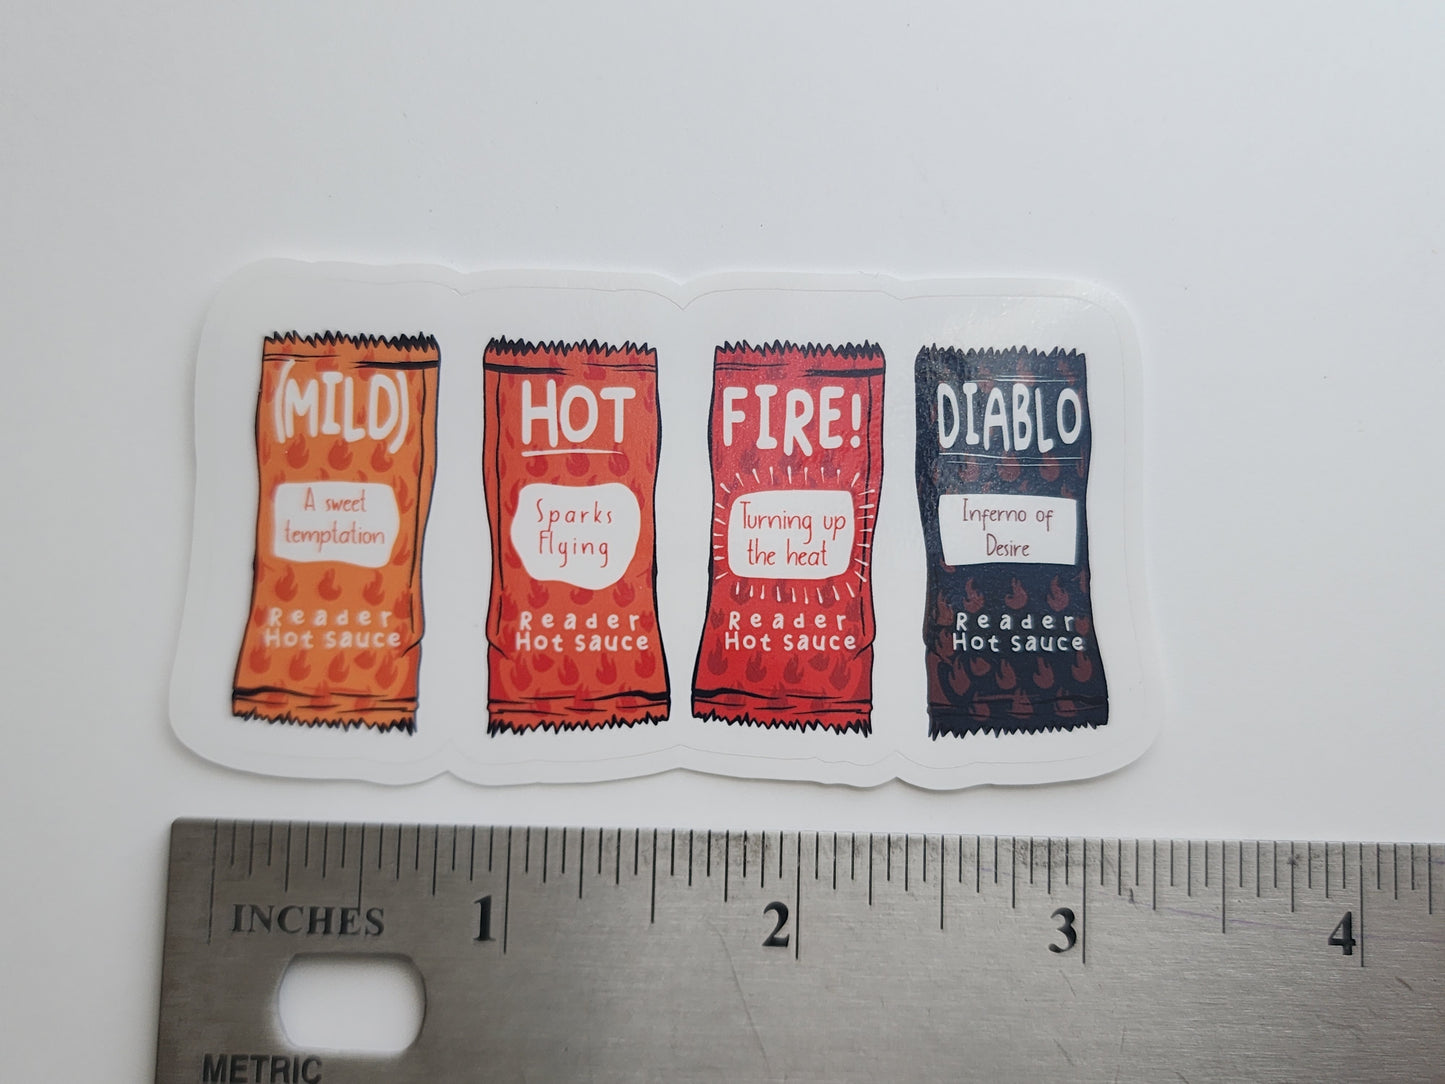 (MILD)
A sweet
temptation
Reader
Hot sauce
HOT
Sparks
Flying
Reader
Hot sauce
FIRE!
Turning up
the heat
Reader
Hot sauce
DIABLO
Inferno of
Desire
Reader
Hot sauce
INCHES 1 2 3 4
METRIC